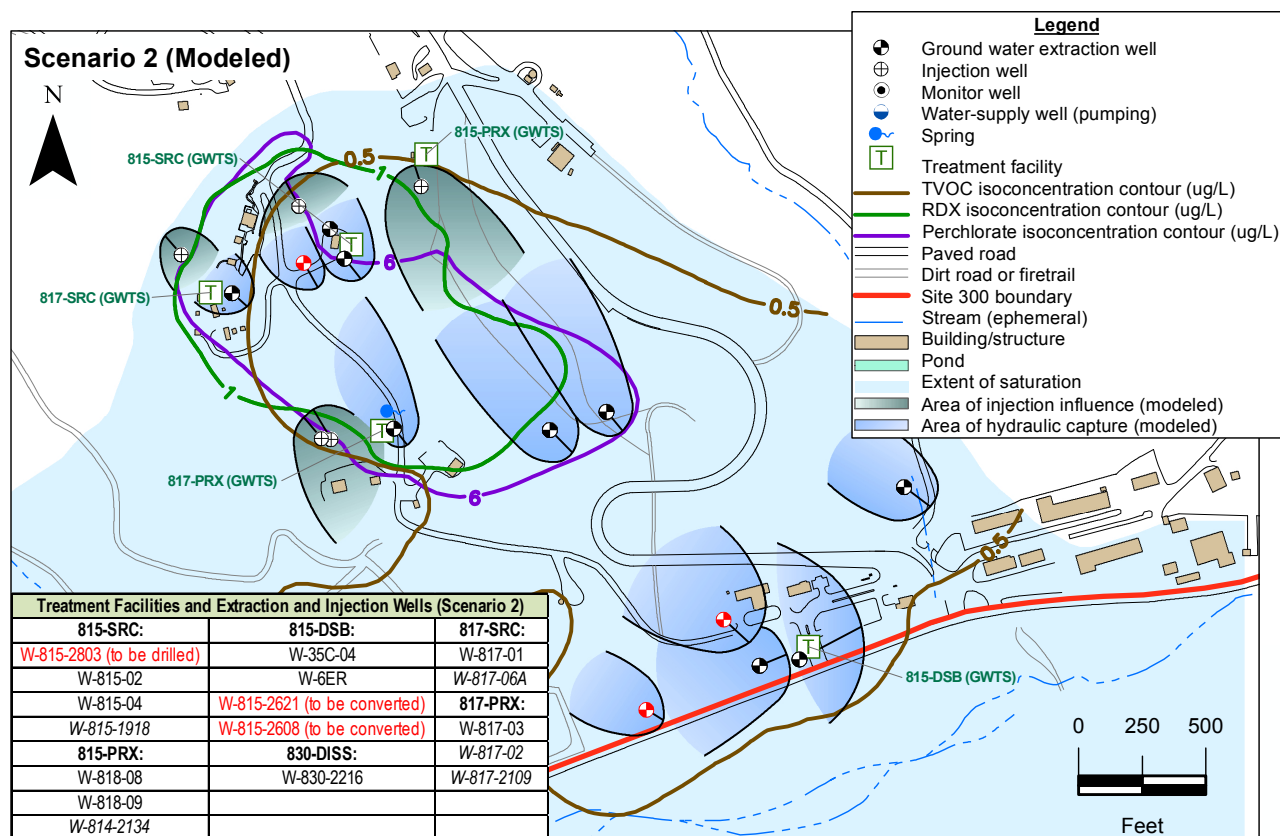 Scenario 2 (Modeled)
N
Legend
Ground water extraction well
Injection well
Monitor well
Water-supply well (pumping)
Spring
T
Treatment facility
TVOC isoconcentration contour (ug/L)
RDX isoconcentration contour (ug/L)
Perchlorate isoconcentration contour (ug/L)
Paved road
Dirt road or firetrail
Site 300 boundary
Stream (ephemeral)
Building/structure
Pond
Extent of saturation
Area of injection influence (modeled)
Area of hydraulic capture (modeled)
815-PRX (GWTS)
T
815-SRC (GWTS)
0.5
1
T
6
817-SRC (GWTS)
T
0.5
1
T
817-PRX (GWTS)
6
0.5
T
815-DSB (GWTS)
Treatment Facilities and Extraction and Injection Wells (Scenario 2)
815-SRC: 815-DSB: 817-SRC:
W-815-2803 (to be drilled) W-35C-04 W-817-01
W-815-02 W-6ER W-817-06A
W-815-04 W-815-2621 (to be converted) 817-PRX:
W-815-1918 W-815-2608 (to be converted) W-817-03
815-PRX: 830-DISS: W-817-02
W-818-08 W-830-2216 W-817-2109
W-818-09
W-814-2134
0 250 500
Feet